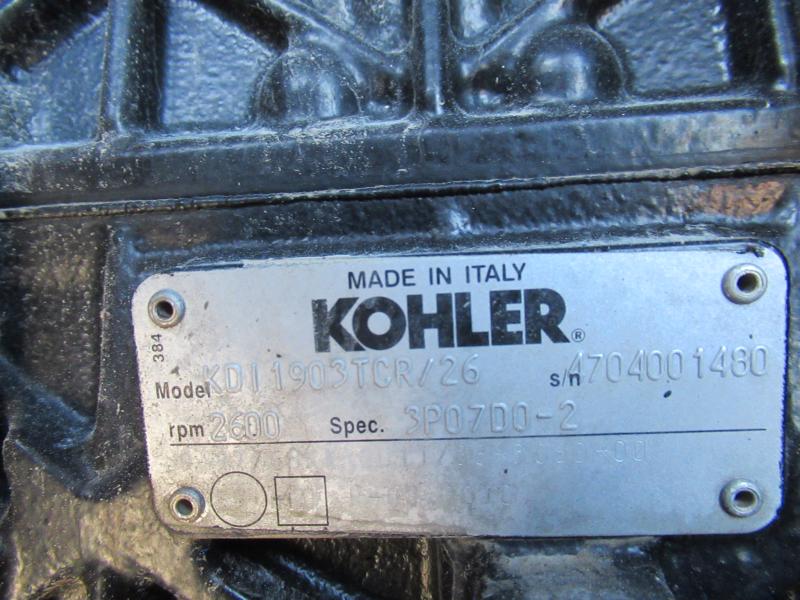 MADE IN ITALY
KOHLER®
384
Model KDI1903TCR/26 s/n 4704001480
rpm 2600 Spec. 3P07D0-2